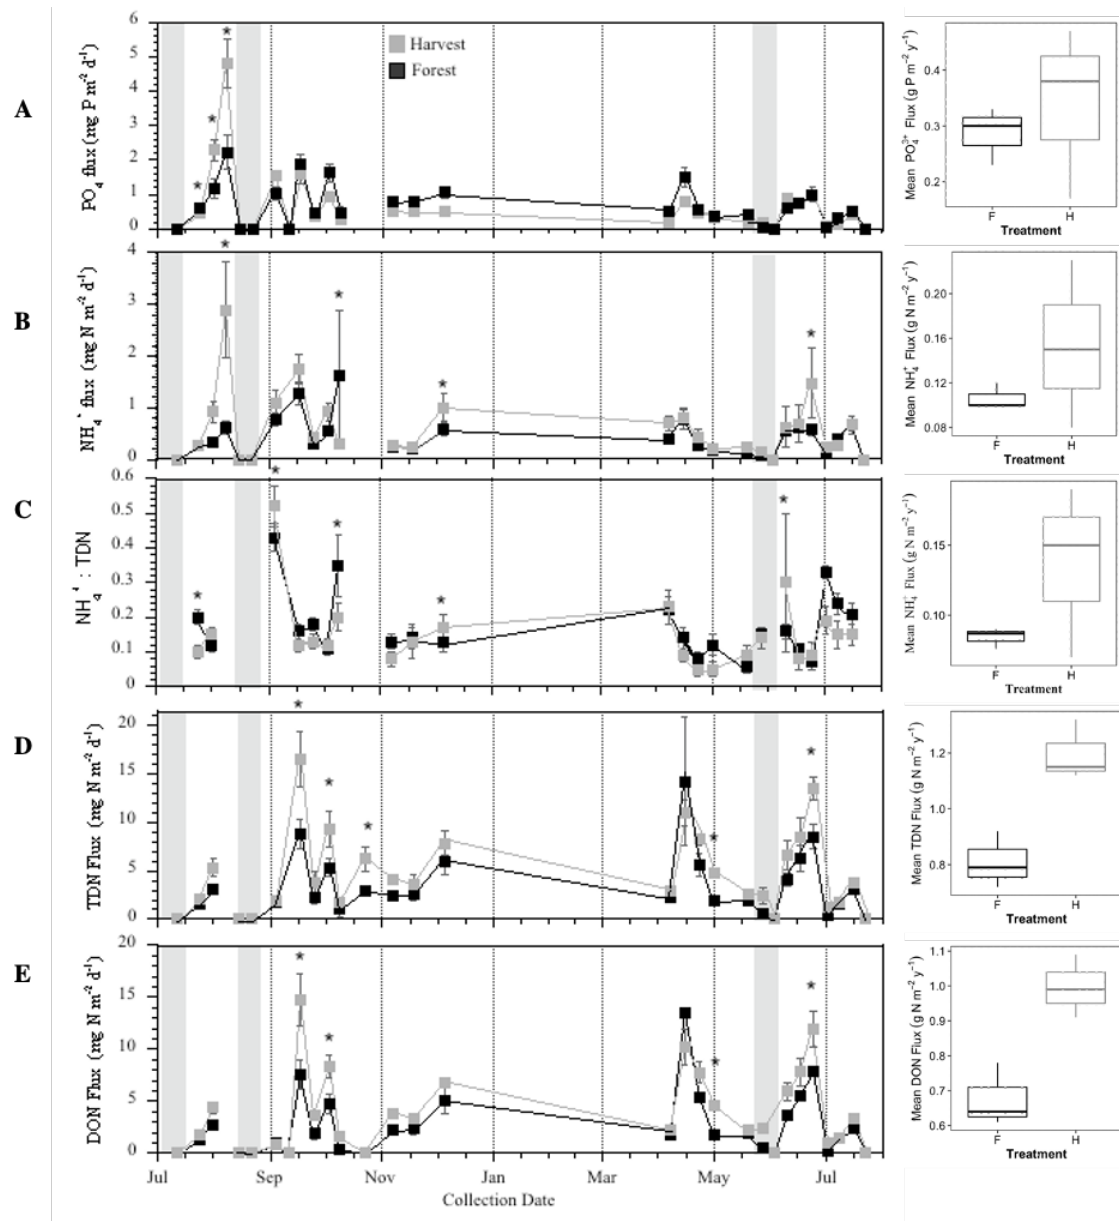 A
PO4 flux (mg P m-2 d-1)
6
5
4
3
2
1
0
* * *
Harvest
Forest
Mean PO4 3+ Flux (g P m-2 y-1)
0.4
0.3
0.2
F H
Treatment
B
NH4+ flux (mg N m-2 d-1)
4
3
2
1
0
* * * *
Mean NH4+ Flux (g N m-2 y-1)
0.20
0.16
0.12
0.08
F H
Treatment
C
NH4+ : TDN
0.6
0.5
0.4
0.3
0.2
0.1
0
* * * * *
Mean NH4+ Flux (g N m-2 y-1)
0.15
0.10
F H
Treatment
D
TDN Flux (mg N m-2 d-1)
20
15
10
5
0
* * * * *
Mean TDN Flux (g N m-2 y-1)
1.2
1.0
0.8
F H
Treatment
E
DON Flux (mg N m-2 d-1)
20
15
10
5
0
* * * *
Mean DON Flux (g N m-2 y-1)
1.1
1.0
0.9
0.8
0.7
0.6
F H
Treatment
Jul Sep Nov Jan Mar May Jul
Collection Date